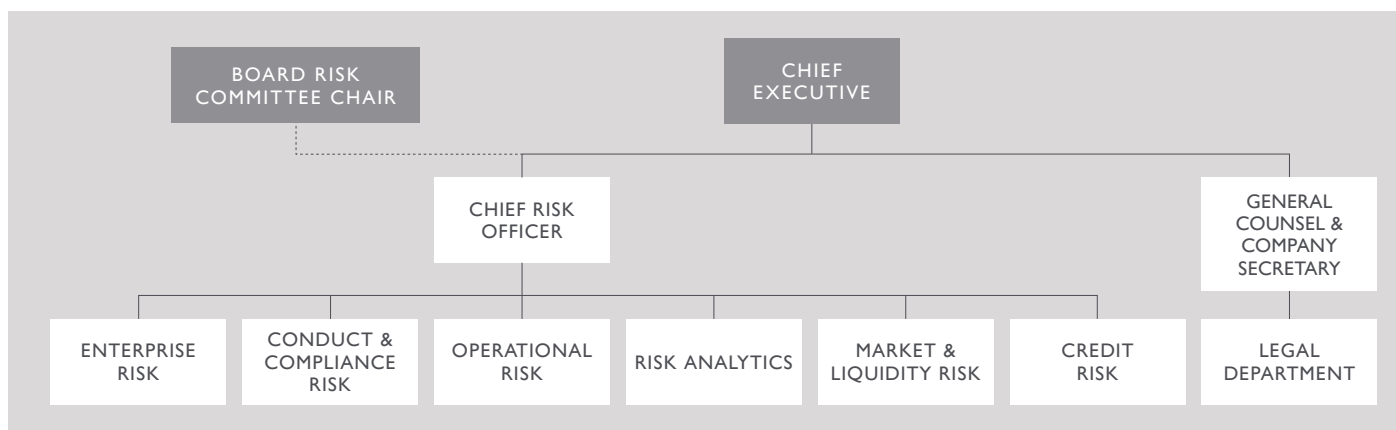 BOARD RISK
COMMITTEE CHAIR
CHIEF
EXECUTIVE
CHIEF RISK
OFFICER
GENERAL
COUNSEL &
COMPANY
SECRETARY
ENTERPRISE
RISK
CONDUCT &
COMPLIANCE
RISK
OPERATIONAL
RISK
RISK ANALYTICS
MARKET &
LIQUIDITY RISK
CREDIT
RISK
LEGAL
DEPARTMENT